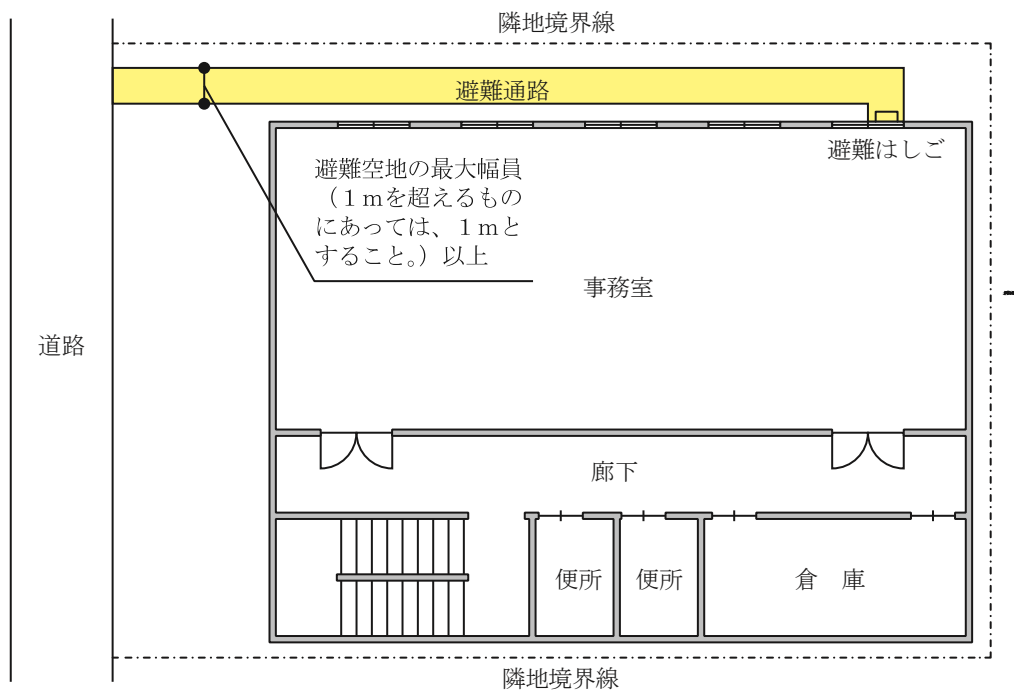 隣地境界線
避難通路
避難はしご
避難空地の最大幅員
（１ｍを超えるもの
にあっては、１ｍと
すること。）以上
事務室
道路
廊下
便所
便所
倉　庫
隣地境界線